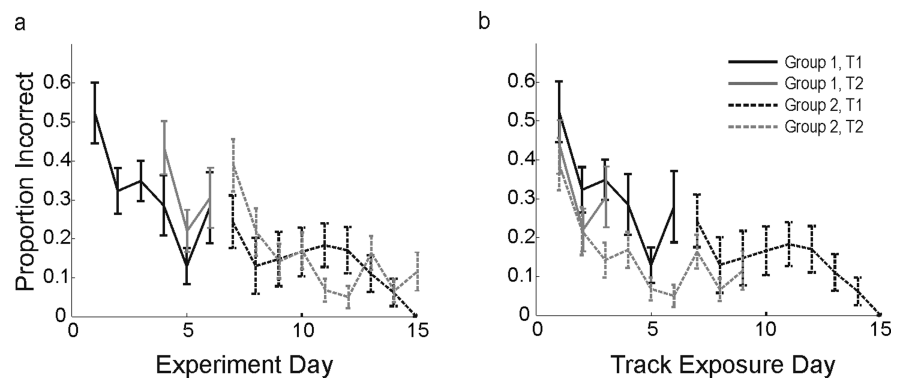 a
Proportion Incorrect
0.6
0.5
0.4
0.3
0.2
0.1
0
0
5
10
15
Experiment Day
b
Group 1, T1
Group 1, T2
Group 2, T1
Group 2, T2
0.6
0.5
0.4
0.3
0.2
0.1
0
0
5
10
15
Track Exposure Day